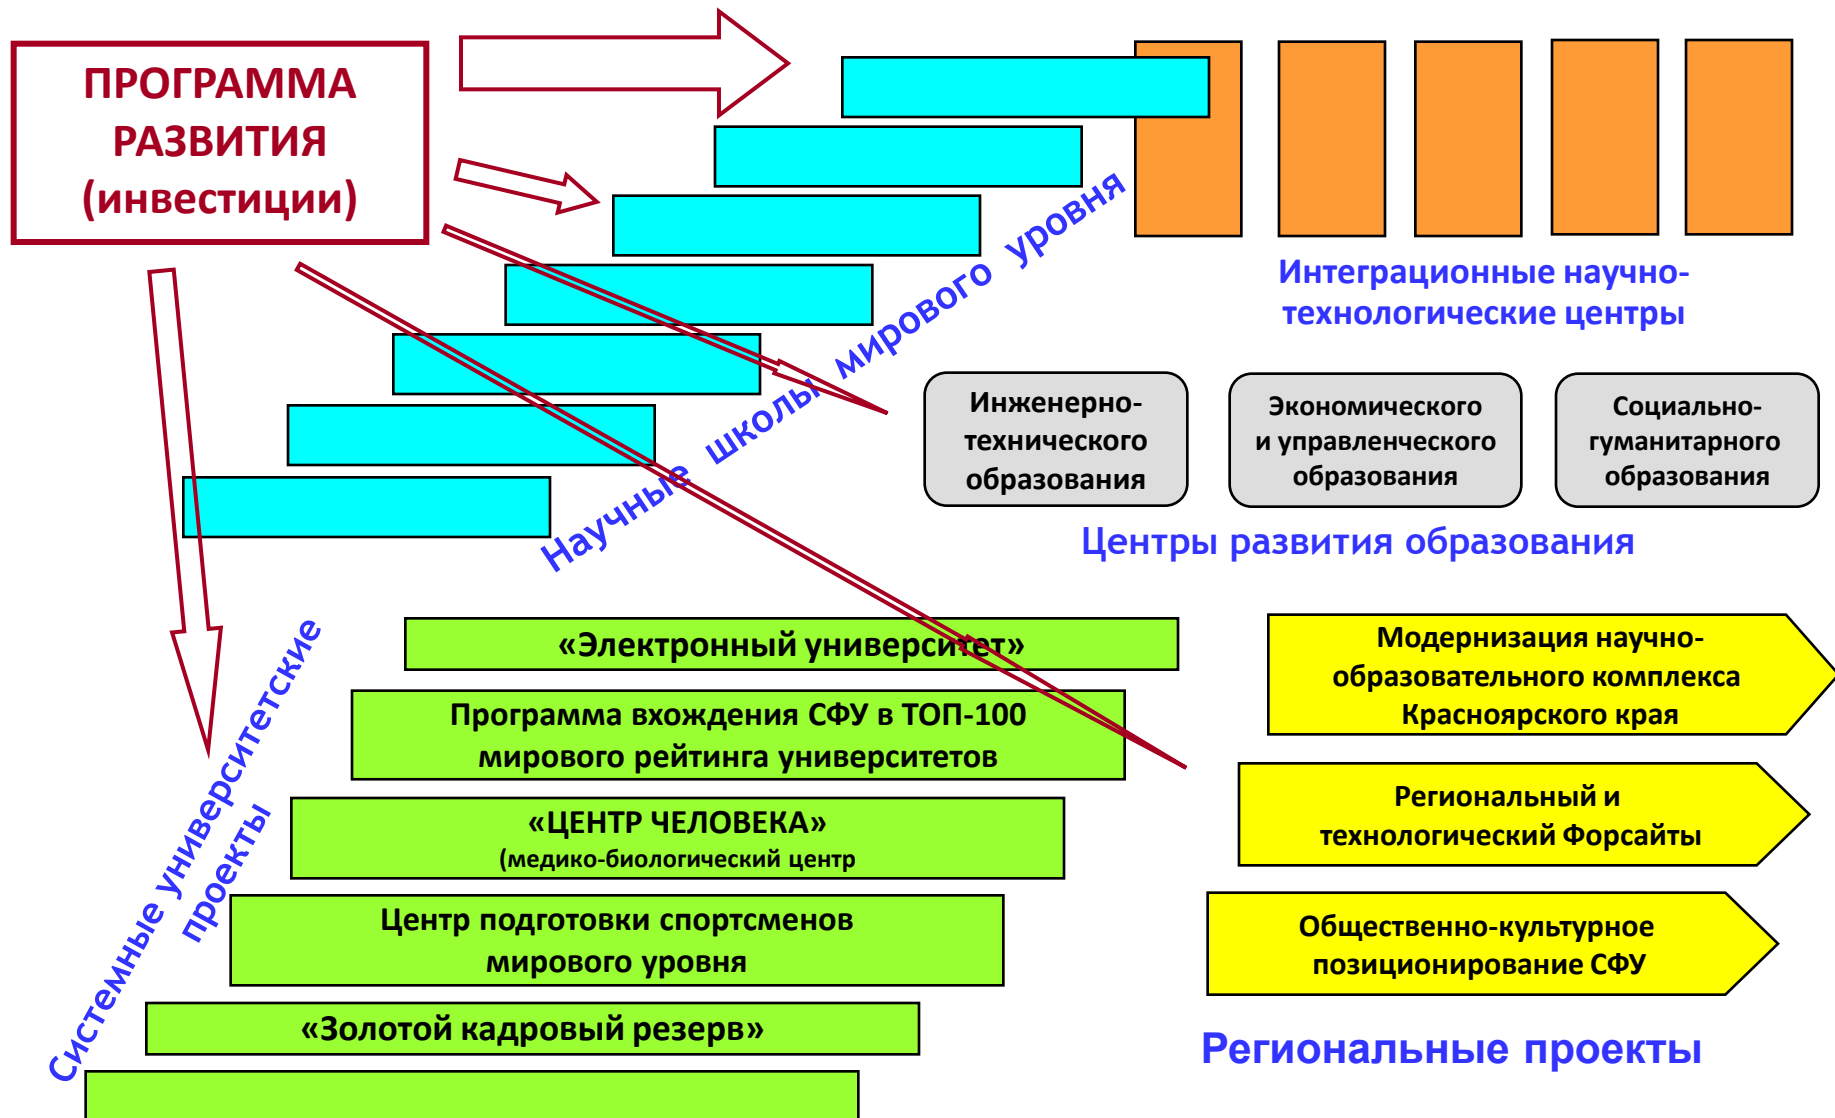 ПРОГРАММА
РАЗВИТИЯ
(инвестиции)
Научные школы мирового уровня
Интеграционные научно-
технологические центры
Инженерно-
технического
образования
Экономического
и управленческого
образования
Социально-
гуманитарного
образования
Центры развития образования
Системные университетские
проекты
«Электронный университет»
Программа вхождения СФУ в ТОП-100
мирового рейтинга университетов
«ЦЕНТР ЧЕЛОВЕКА»
(медико-биологический центр
Центр подготовки спортсменов
мирового уровня
«Золотой кадровый резерв»
Модернизация научно-
образовательного комплекса
Красноярского края
Региональный и
технологический Форсайты
Общественно-культурное
позиционирование СФУ
Региональные проекты